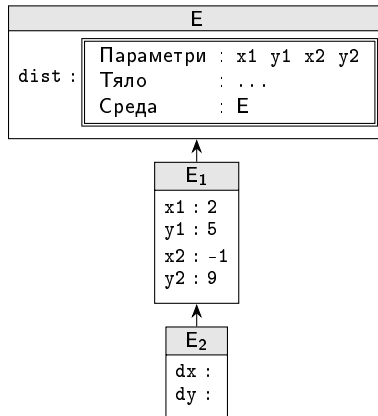 E
dist :
Параметри : x1 y1 x2 y2
Тяло : ...
Среда : E
E₁
x1 : 2
y1 : 5
x2 : -1
y2 : 9
E₂
dx :
dy :